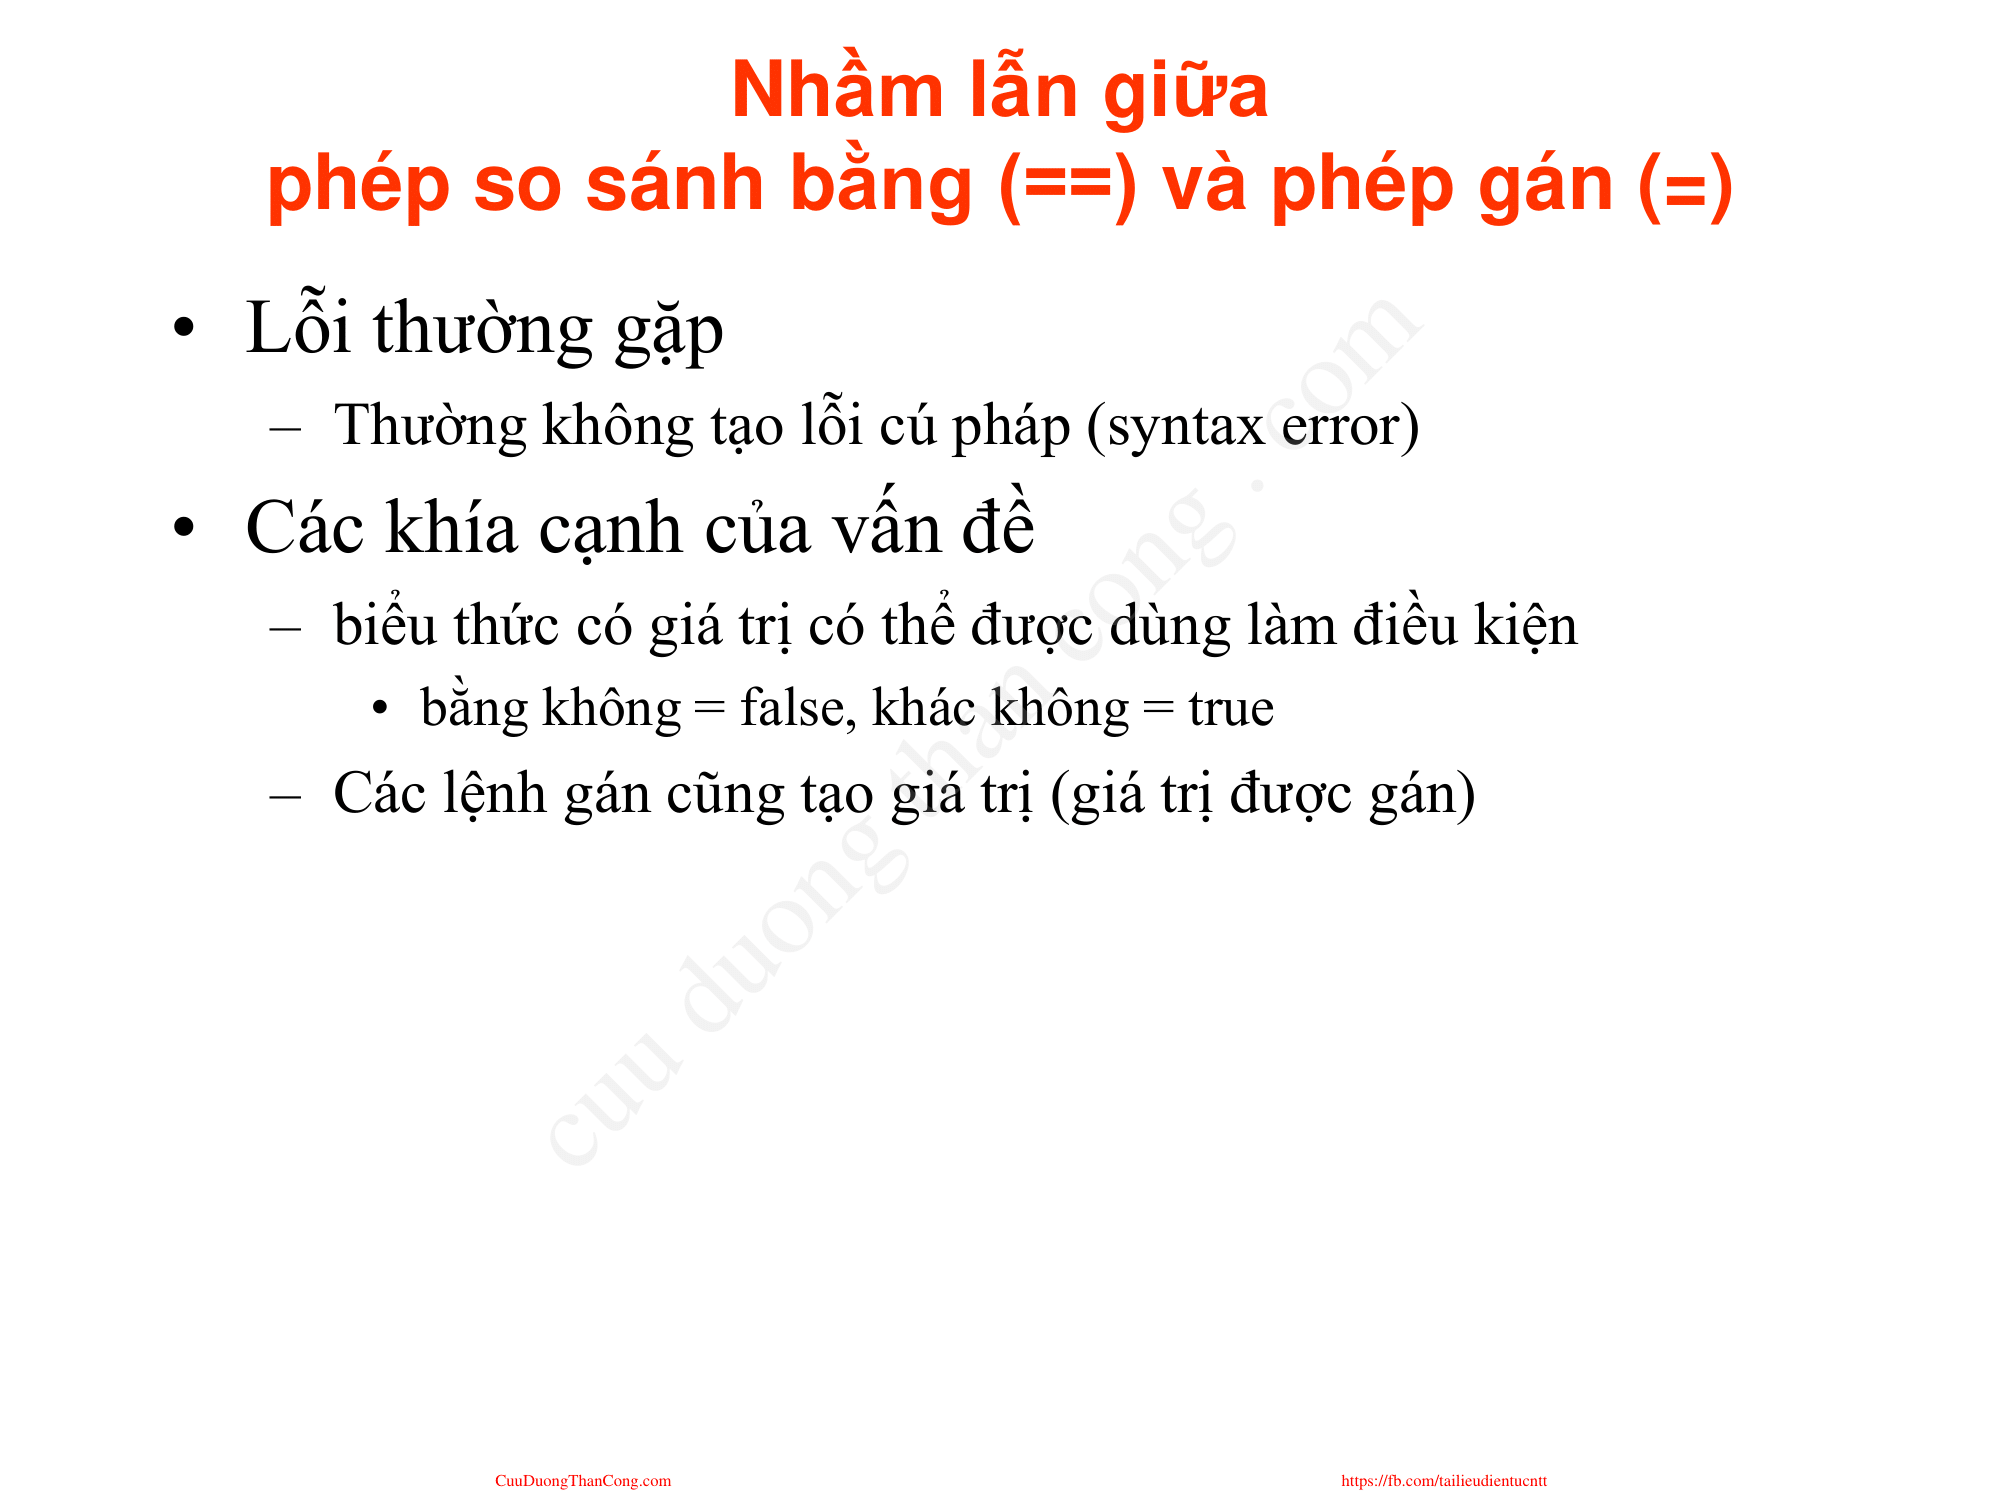 Nhầm lẫn giữa
phép so sánh bằng (==) và phép gán (=)
• Lỗi thường gặp
– Thường không tạo lỗi cú pháp (syntax error)
• Các khía cạnh của vấn đề
– biểu thức có giá trị có thể được dùng làm điều kiện
• bằng không = false, khác không = true
– Các lệnh gán cũng tạo giá trị (giá trị được gán)
cuu duong than cong . com
CuuDuongThanCong.com
https://fb.com/tailieudientucntt